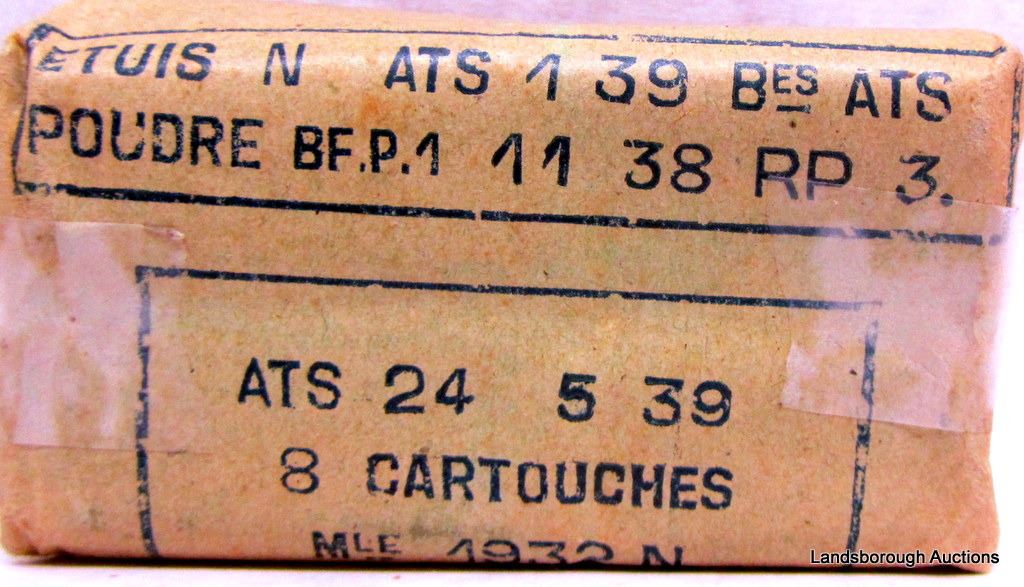 ETUIS N ATS 1 39 BES ATS
POUDRE BF.P.1 11 38 RP 3.
ATS 24 5 39
8 CARTOUCHES
MLE 1932 N
Landsborough Auctions